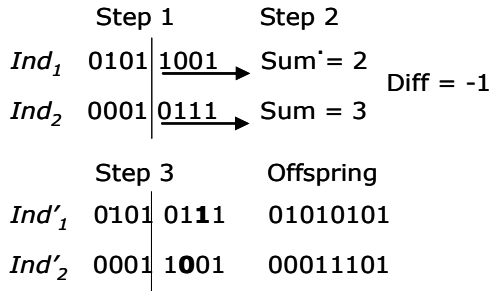 Step 1 Step 2
Ind₁ 0101 1001 Sum = 2
Diff = -1
Ind₂ 0001 0111 Sum = 3
Step 3 Offspring
Ind′₁ 0101 0111 01010101
Ind′₂ 0001 1001 00011101